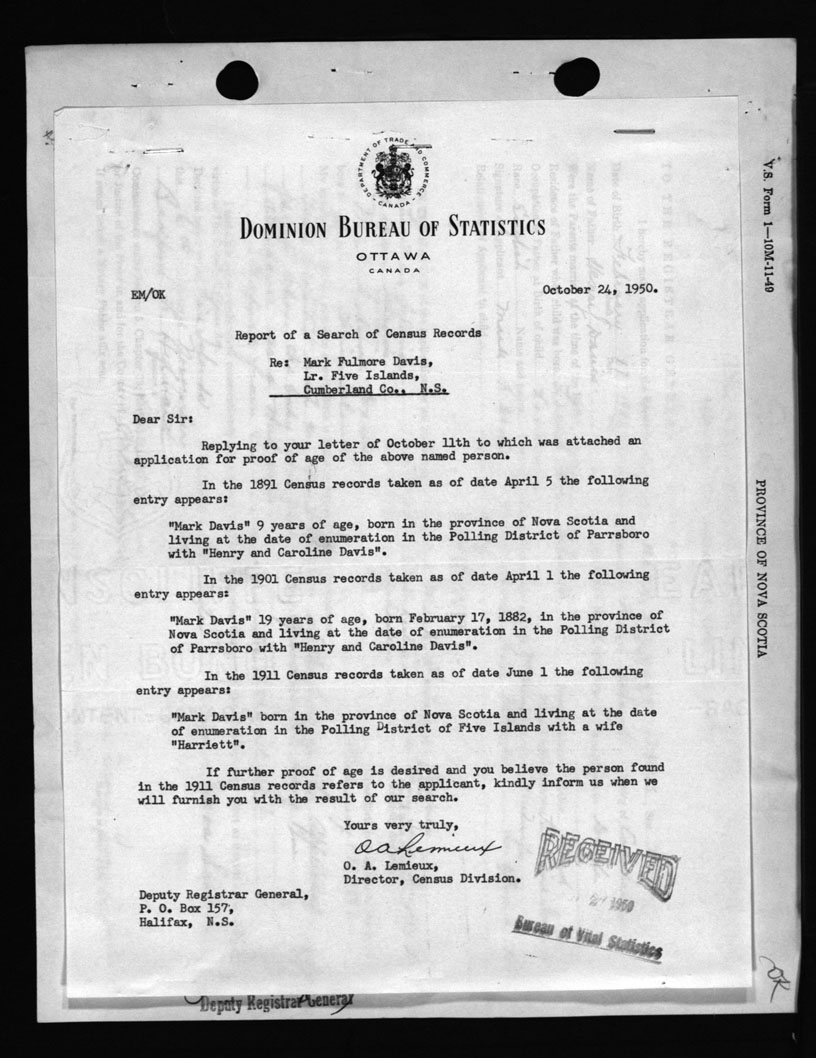 DEPARTMENT OF TRADE AND COMMERCE
- CANADA -
DOMINION BUREAU OF STATISTICS
OTTAWA
CANADA
EM/OK
October 24, 1950.
Report of a Search of Census Records
Re: Mark Fulmore Davis,
Lr. Five Islands,
Cumberland Co., N.S.
Dear Sir:
Replying to your letter of October 11th to which was attached an
application for proof of age of the above named person.
In the 1891 Census records taken as of date April 5 the following
entry appears:
"Mark Davis" 9 years of age, born in the province of Nova Scotia and
living at the date of enumeration in the Polling District of Parrsboro
with "Henry and Caroline Davis".
In the 1901 Census records taken as of date April 1 the following
entry appears:
"Mark Davis" 19 years of age, born February 17, 1882, in the province of
Nova Scotia and living at the date of enumeration in the Polling District
of Parrsboro with "Henry and Caroline Davis".
In the 1911 Census records taken as of date June 1 the following
entry appears:
"Mark Davis" born in the province of Nova Scotia and living at the date
of enumeration in the Polling District of Five Islands with a wife
"Harriett".
If further proof of age is desired and you believe the person found
in the 1911 Census records refers to the applicant, kindly inform us when we
will furnish you with the result of our search.
Yours very truly,
O A Lemieux
O. A. Lemieux,
Director, Census Division.
Deputy Registrar General,
P. O. Box 157,
Halifax, N.S.
RECEIVED
1950
Bureau of Vital Statistics
Deputy Registrar General
V.S. Form 1—10M-11-49
PROVINCE OF NOVA SCOTIA
OK